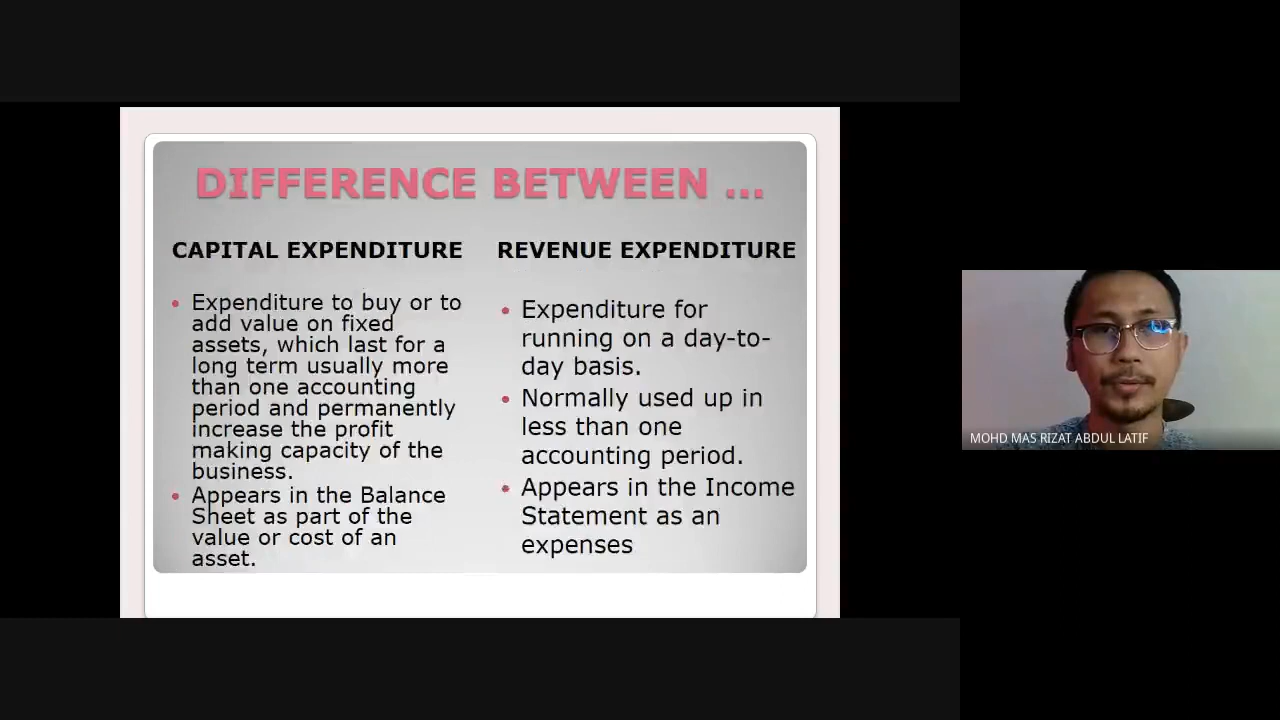 DIFFERENCE BETWEEN ...
CAPITAL EXPENDITURE
Expenditure to buy or to
add value on fixed
assets, which last for a
long term usually more
than one accounting
period and permanently
increase the profit
making capacity of the
business.
Appears in the Balance
Sheet as part of the
value or cost of an
asset.
REVENUE EXPENDITURE
Expenditure for
running on a day-to-
day basis.
Normally used up in
less than one
accounting period.
Appears in the Income
Statement as an
expenses
MOHD MAS RIZAT ABDUL LATIF